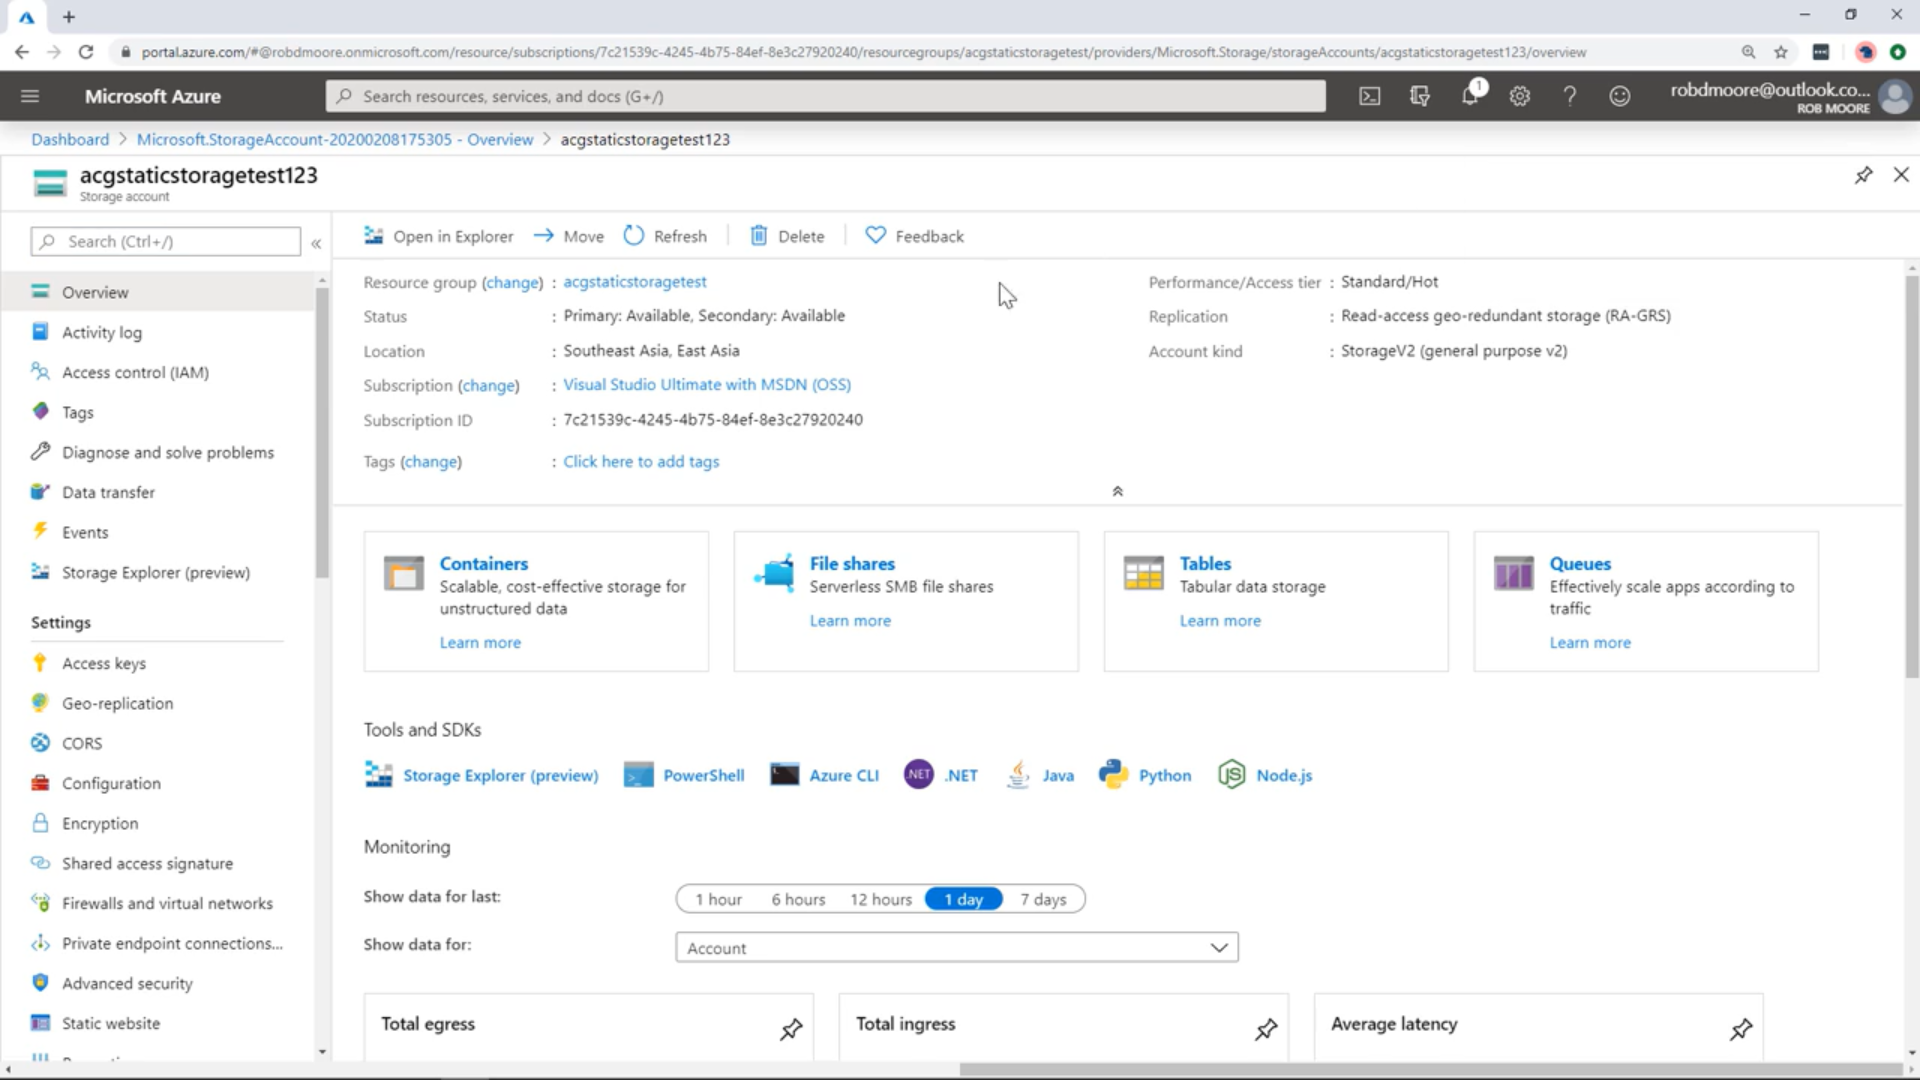 portal.azure.com/#@robdmoore.onmicrosoft.com/resource/subscriptions/7c21539c-4245-4b75-84ef-8e3c27920240/resourcegroups/acgstaticstoragetest/providers/Microsoft.Storage/storageAccounts/acgstaticstoragetest123/overview
Microsoft Azure
Search resources, services, and docs (G+/)
1
robdmoore@outlook.co...
ROB MOORE
Dashboard > Microsoft.StorageAccount-20200208175305 - Overview > acgstaticstoragetest123
acgstaticstoragetest123
Storage account
Search (Ctrl+/)
Overview
Activity log
Access control (IAM)
Tags
Diagnose and solve problems
Data transfer
Events
Storage Explorer (preview)
Settings
Access keys
Geo-replication
CORS
Configuration
Encryption
Shared access signature
Firewalls and virtual networks
Private endpoint connections...
Advanced security
Static website
Open in Explorer Move Refresh Delete Feedback
Resource group (change) : acgstaticstoragetest
Status : Primary: Available, Secondary: Available
Location : Southeast Asia, East Asia
Subscription (change) : Visual Studio Ultimate with MSDN (OSS)
Subscription ID : 7c21539c-4245-4b75-84ef-8e3c27920240
Tags (change) : Click here to add tags
Performance/Access tier : Standard/Hot
Replication : Read-access geo-redundant storage (RA-GRS)
Account kind : StorageV2 (general purpose v2)
Containers
Scalable, cost-effective storage for
unstructured data
Learn more
File shares
Serverless SMB file shares
Learn more
Tables
Tabular data storage
Learn more
Queues
Effectively scale apps according to
traffic
Learn more
Tools and SDKs
Storage Explorer (preview) PowerShell Azure CLI NET .NET Java Python JS Node.js
Monitoring
Show data for last: 1 hour 6 hours 12 hours 1 day 7 days
Show data for: Account
Total egress
Total ingress
Average latency